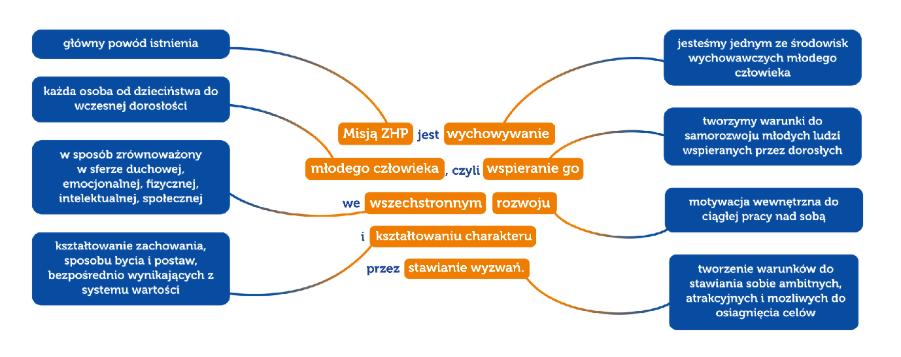 główny powód istnienia
każda osoba od dzieciństwa do
wczesnej dorosłości
w sposób zrównoważony
w sferze duchowej,
emocjonalnej, fizycznej,
intelektualnej, społecznej
kształtowanie zachowania,
sposobu bycia i postaw,
bezpośrednio wynikających z
systemu wartości
Misją ZHP jest wychowywanie
młodego człowieka, czyli wspieranie go
we wszechstronnym rozwoju
i kształtowaniu charakteru
przez stawianie wyzwań.
jesteśmy jednym ze środowisk
wychowawczych młodego
człowieka
tworzymy warunki do
samorozwoju młodych ludzi
wspieranych przez dorosłych
motywacja wewnętrzna do
ciągłej pracy nad sobą
tworzenie warunków do
stawiania sobie ambitnych,
atrakcyjnych i mozliwych do
osiągnięcia celów